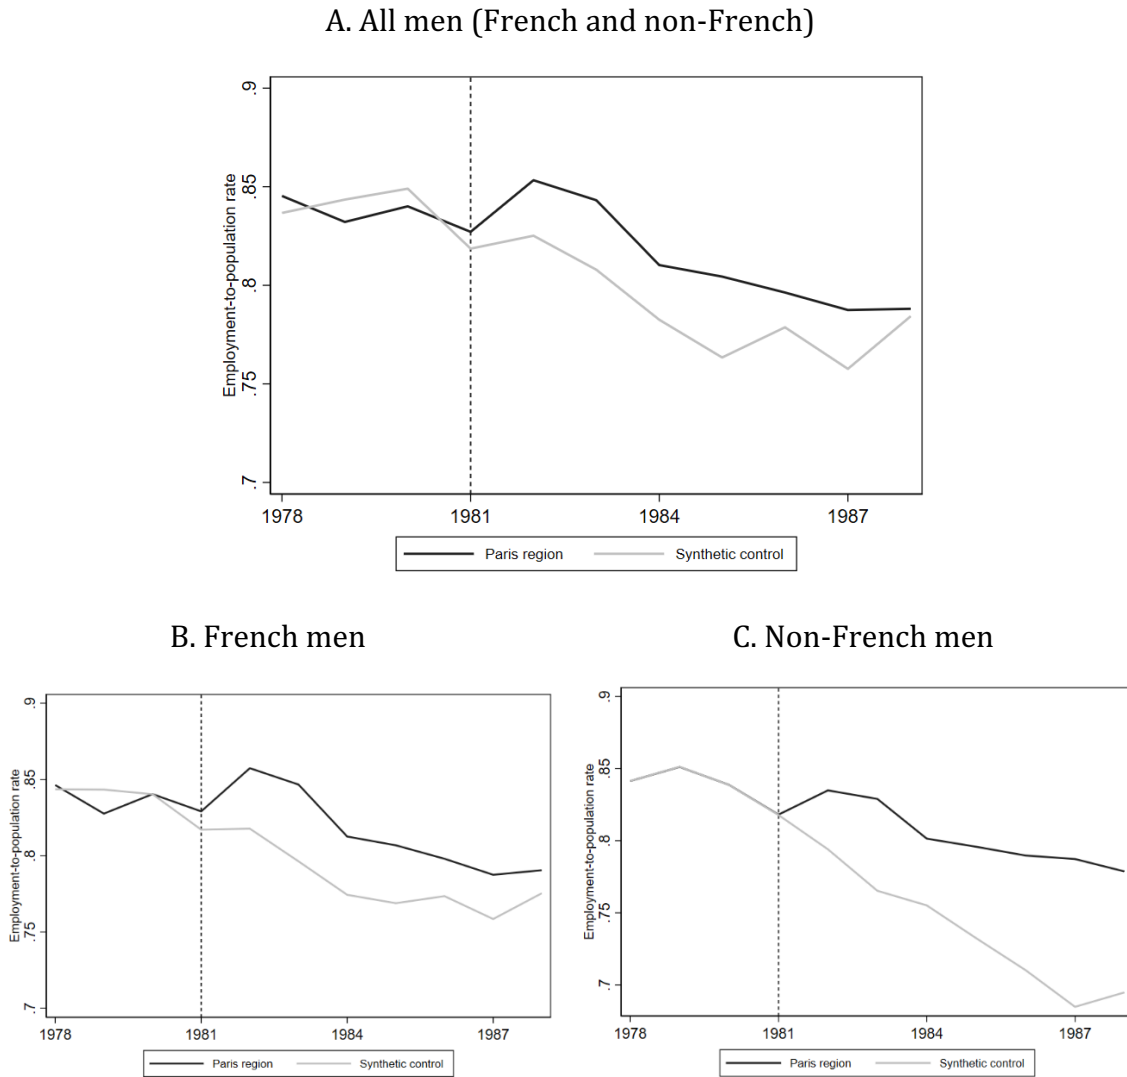 A. All men (French and non-French)
Employment-to-population rate
.9
.85
.8
.75
.7
1978 1981 1984 1987
Paris region Synthetic control
B. French men
Employment-to-population rate
.9
.85
.8
.75
.7
1978 1981 1984 1987
Paris region Synthetic control
C. Non-French men
Employment-to-population rate
.9
.85
.8
.75
.7
1978 1981 1984 1987
Paris region Synthetic control